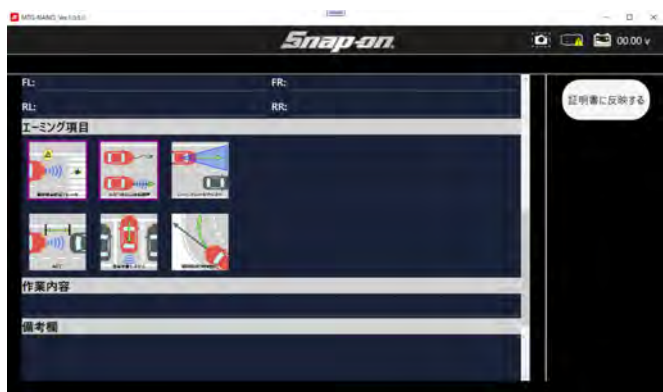 Snap-on
00.00 v
FL:
FR:
証明書に反映する
RL:
RR:
エーミング項目
ACC
作業内容
備考欄